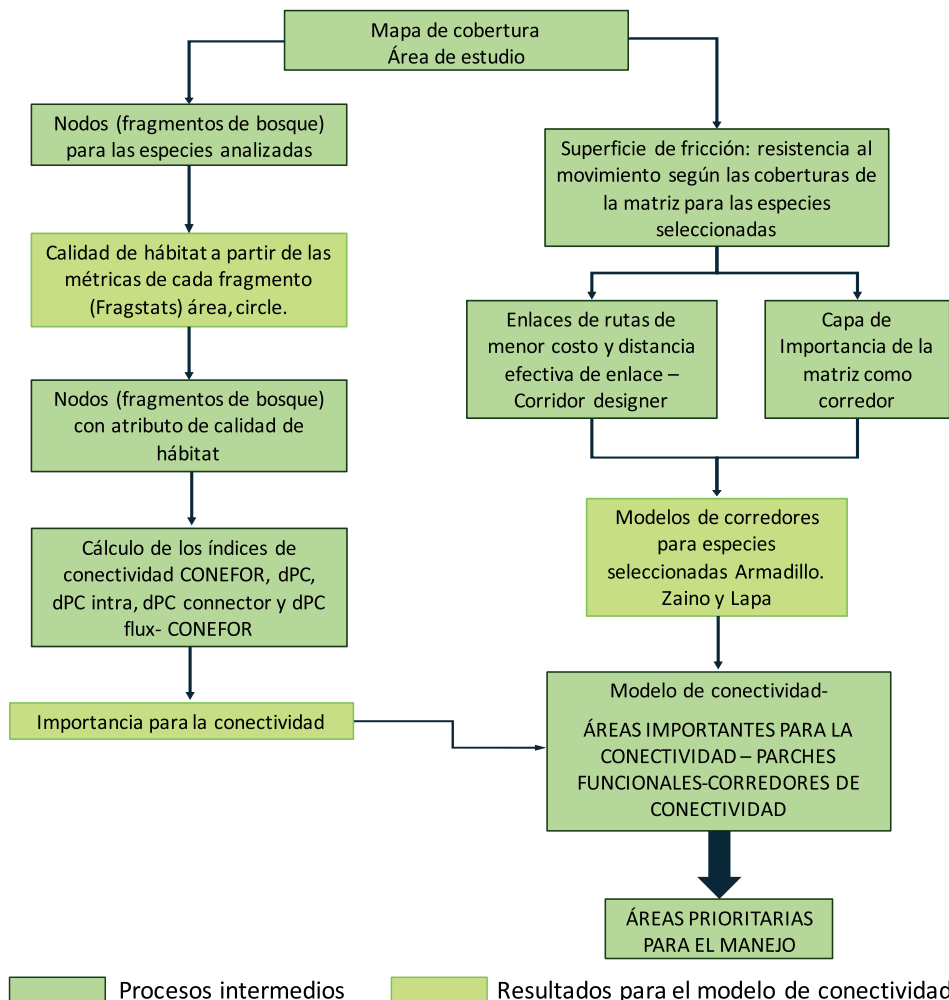 Mapa de cobertura
Área de estudio
Nodos (fragmentos de bosque)
para las especies analizadas
Calidad de hábitat a partir de las
métricas de cada fragmento
(Fragstats) área, circle.
Nodos (fragmentos de bosque)
con atributo de calidad de
hábitat
Cálculo de los índices de
conectividad CONEFOR, dPC,
dPC intra, dPC connector y dPC
flux- CONEFOR
Importancia para la conectividad
Superficie de fricción: resistencia al
movimiento según las coberturas de
la matriz para las especies
seleccionadas
Enlaces de rutas de
menor costo y distancia
efectiva de enlace –
Corridor designer
Capa de
Importancia de la
matriz como
corredor
Modelos de corredores
para especies
seleccionadas Armadillo.
Zaino y Lapa
Modelo de conectividad-
ÁREAS IMPORTANTES PARA LA
CONECTIVIDAD – PARCHES
FUNCIONALES-CORREDORES DE
CONECTIVIDAD
ÁREAS PRIORITARIAS
PARA EL MANEJO
Procesos intermedios
Resultados para el modelo de conectividad